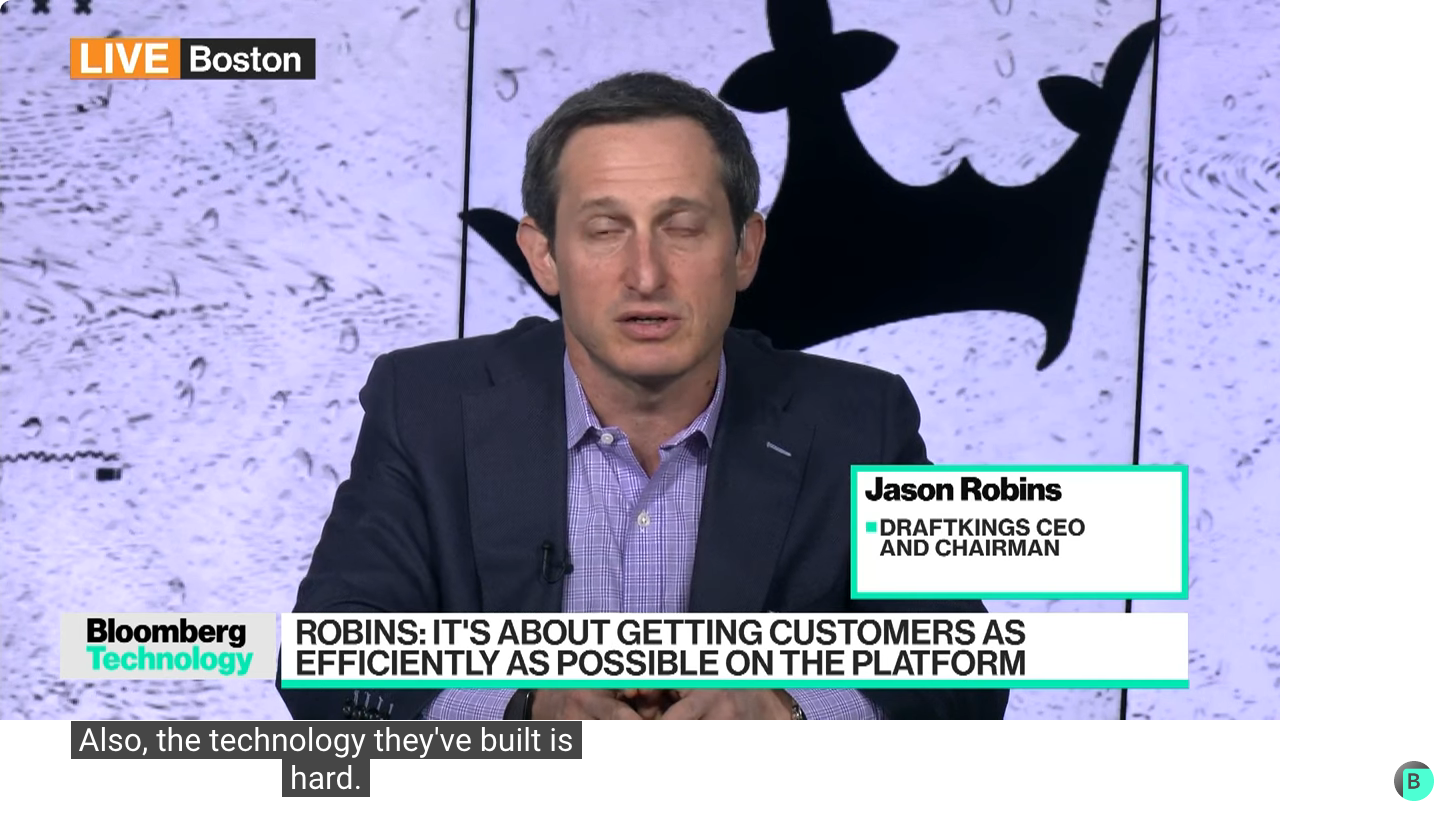 LIVE Boston
Jason Robins
DRAFTKINGS CEO
AND CHAIRMAN
Bloomberg
Technology
ROBINS: IT'S ABOUT GETTING CUSTOMERS AS
EFFICIENTLY AS POSSIBLE ON THE PLATFORM
Also, the technology they've built is
hard.
B